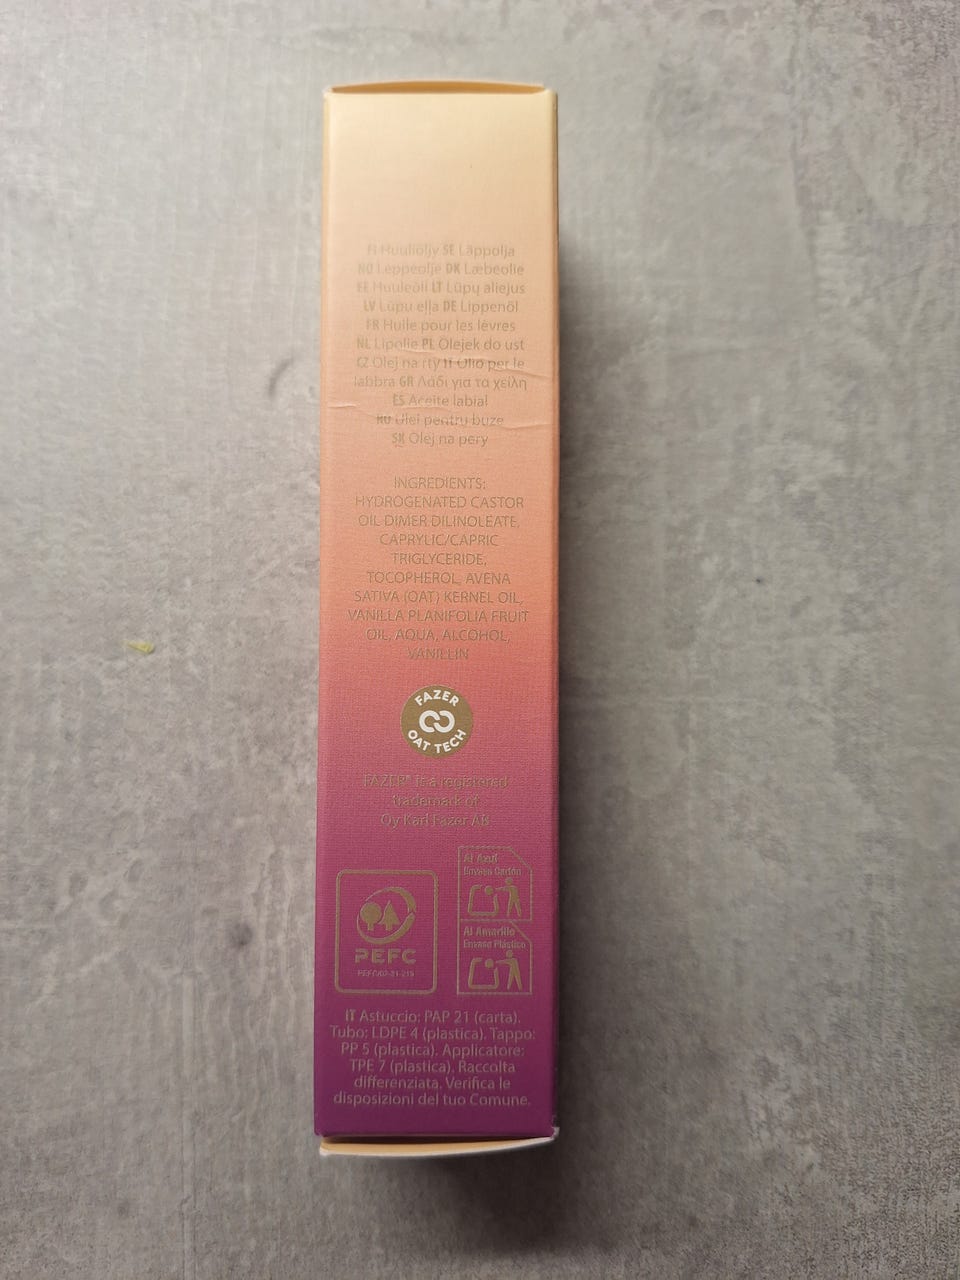 FI Huuliöljy SE Läppolja
NO Leppeolje DK Læbeolie
EE Huuleõli LT Lūpų aliejus
LV Lūpu eļļa DE Lippenöl
FR Huile pour les lèvres
NL Lipolie PL Olejek do ust
CZ Olej na rty IT Olio per le
labbra GR Λάδι για τα χείλη
ES Aceite labial
RO Ulei pentru buze
SK Olej na pery
INGREDIENTS:
HYDROGENATED CASTOR
OIL DIMER DILINOLEATE,
CAPRYLIC/CAPRIC
TRIGLYCERIDE,
TOCOPHEROL, AVENA
SATIVA (OAT) KERNEL OIL,
VANILLA PLANIFOLIA FRUIT
OIL, AQUA, ALCOHOL,
VANILLIN
FAZER
OAT TECH
FAZER® is a registered
trademark of
Oy Karl Fazer Ab
Al Azul
Envase Cartón
Al Amarillo
Envase Plástico
PEFC
IT Astuccio: PAP 21 (carta).
Tubo: LDPE 4 (plastica). Tappo:
PP 5 (plastica). Applicatore:
TPE 7 (plastica). Raccolta
differenziata. Verifica le
disposizioni del tuo Comune.